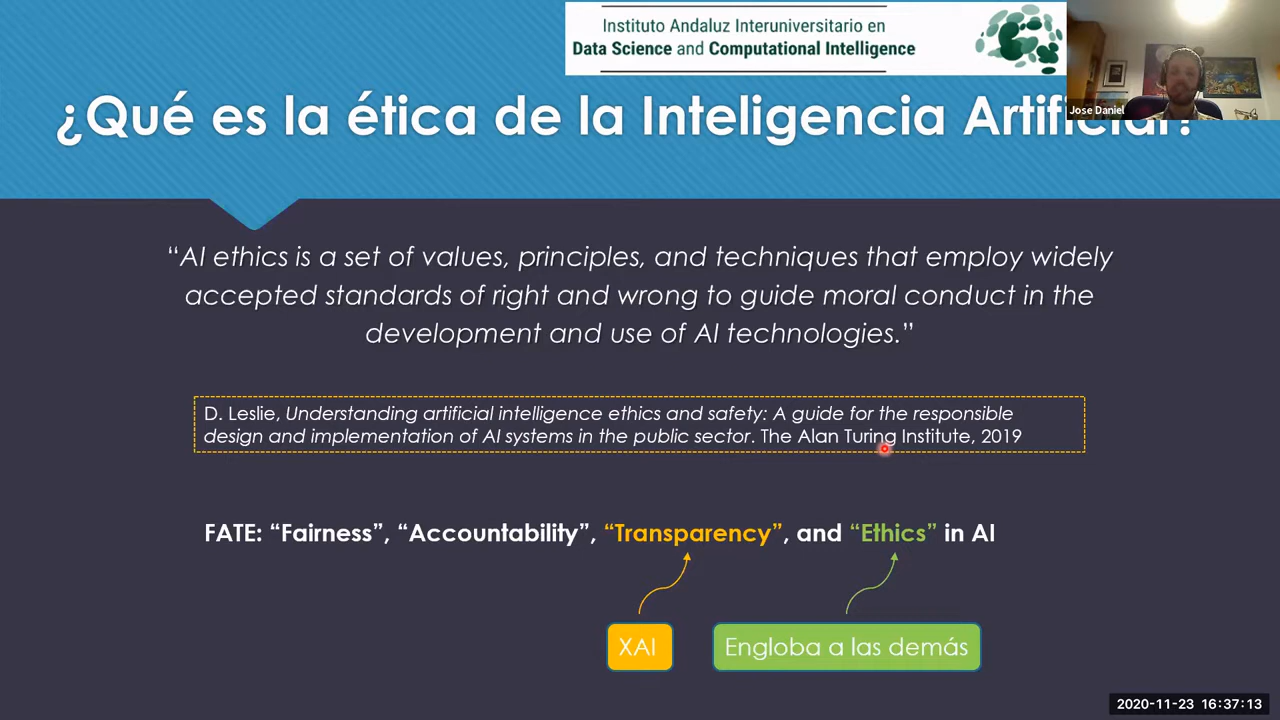 Instituto Andaluz Interuniversitario en
Data Science and Computational Intelligence
Jose Daniel
¿Qué es la ética de la Inteligencia Artificial?
“AI ethics is a set of values, principles, and techniques that employ widely
accepted standards of right and wrong to guide moral conduct in the
development and use of AI technologies.”
D. Leslie, Understanding artificial intelligence ethics and safety: A guide for the responsible
design and implementation of AI systems in the public sector. The Alan Turing Institute, 2019
FATE: “Fairness”, “Accountability”, “Transparency”, and “Ethics” in AI
XAI
Engloba a las demás
2020-11-23 16:37:13